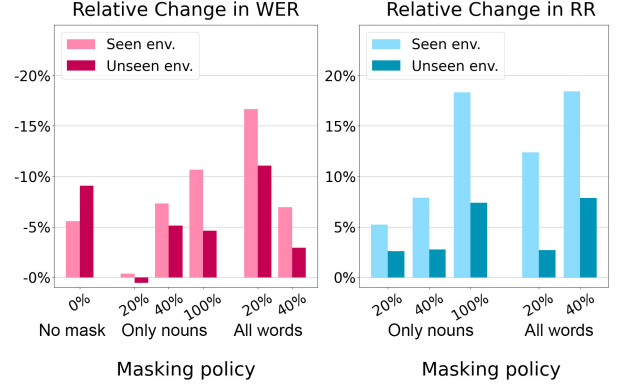 Relative Change in WER
Seen env.
Unseen env.
-20%
-15%
-10%
-5%
-0%
0%
20%
40%
100%
20%
40%
No mask
Only nouns
All words
Masking policy
Relative Change in RR
Seen env.
Unseen env.
20%
15%
10%
5%
0%
20%
40%
100%
20%
40%
Only nouns
All words
Masking policy